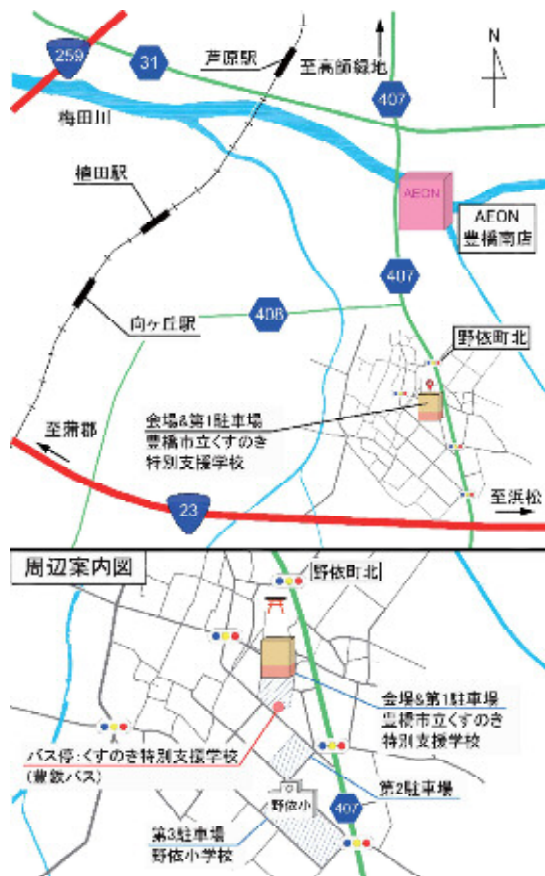 259
31
芦原駅
至高師緑地
407
N
梅田川
植田駅
AEON
AEON
豊橋南店
407
408
向ヶ丘駅
野依町北
会場&第1駐車場
豊橋市立くすのき
特別支援学校
至蒲郡
至浜松
23
周辺案内図
野依町北
会場&第1駐車場
豊橋市立くすのき
特別支援学校
バス停:くすのき特別支援学校
(豊鉄バス)
第2駐車場
野依小
407
第3駐車場
野依小学校